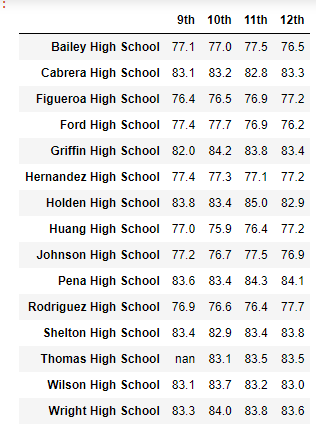 9th 10th 11th 12th
Bailey High School 77.1 77.0 77.5 76.5
Cabrera High School 83.1 83.2 82.8 83.3
Figueroa High School 76.4 76.5 76.9 77.2
Ford High School 77.4 77.7 76.9 76.2
Griffin High School 82.0 84.2 83.8 83.4
Hernandez High School 77.4 77.3 77.1 77.2
Holden High School 83.8 83.4 85.0 82.9
Huang High School 77.0 75.9 76.4 77.2
Johnson High School 77.2 76.7 77.5 76.9
Pena High School 83.6 83.4 84.3 84.1
Rodriguez High School 76.9 76.6 76.4 77.7
Shelton High School 83.4 82.9 83.4 83.8
Thomas High School nan 83.1 83.5 83.5
Wilson High School 83.1 83.7 83.2 83.0
Wright High School 83.3 84.0 83.8 83.6